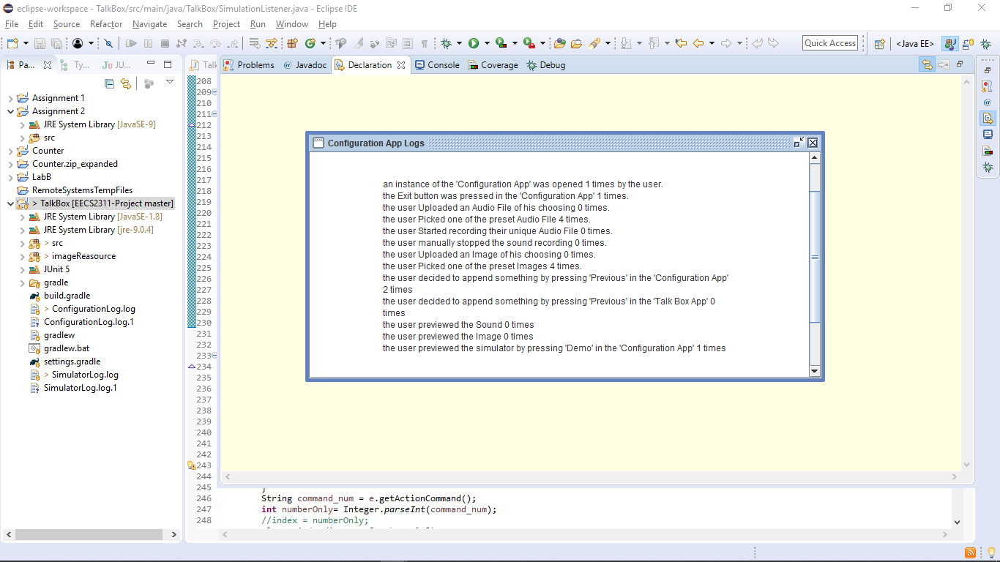 eclipse-workspace - TalkBox/src/main/java/TalkBox/SimulationListener.java - Eclipse IDE
File Edit Source Refactor Navigate Search Project Run Window Help
Quick Access
<Java EE>
Pa...
Ty...
JU...
Talk
Problems
@ Javadoc
Declaration
Console
Coverage
Debug
Assignment 1
Assignment 2
JRE System Library [JavaSE-9]
src
Counter
Counter.zip_expanded
LabB
RemoteSystemsTempFiles
> TalkBox [EECS2311-Project master]
JRE System Library [JavaSE-1.8]
JRE System Library [jre-9.0.4]
> src
> imageReasource
JUnit 5
gradle
build.gradle
> ConfigurationLog.log
ConfigurationLog.log.1
gradlew
gradlew.bat
settings.gradle
> SimulatorLog.log
SimulatorLog.log.1
208
209
210
211
212
213
214
215
216
217
218
219
220
221
222
223
224
225
226
227
228
229
230
231
232
233
234
235
236
237
238
239
240
241
242
243
244
245 }
246 String command_num = e.getActionCommand();
247 int numberOnly= Integer.parseInt(command_num);
248 //index = numberOnly;
Configuration App Logs
an instance of the 'Configuration App' was opened 1 times by the user.
the Exit button was pressed in the 'Configuration App' 1 times.
the user Uploaded an Audio File of his choosing 0 times.
the user Picked one of the preset Audio File 4 times.
the user Started recording their unique Audio File 0 times.
the user manually stopped the sound recording 0 times.
the user Uploaded an Image of his choosing 0 times.
the user Picked one of the preset Images 4 times.
the user decided to append something by pressing 'Previous' in the 'Configuration App'
2 times
the user decided to append something by pressing 'Previous' in the 'Talk Box App' 0
times
the user previewed the Sound 0 times
the user previewed the Image 0 times
the user previewed the simulator by pressing 'Demo' in the 'Configuration App' 1 times